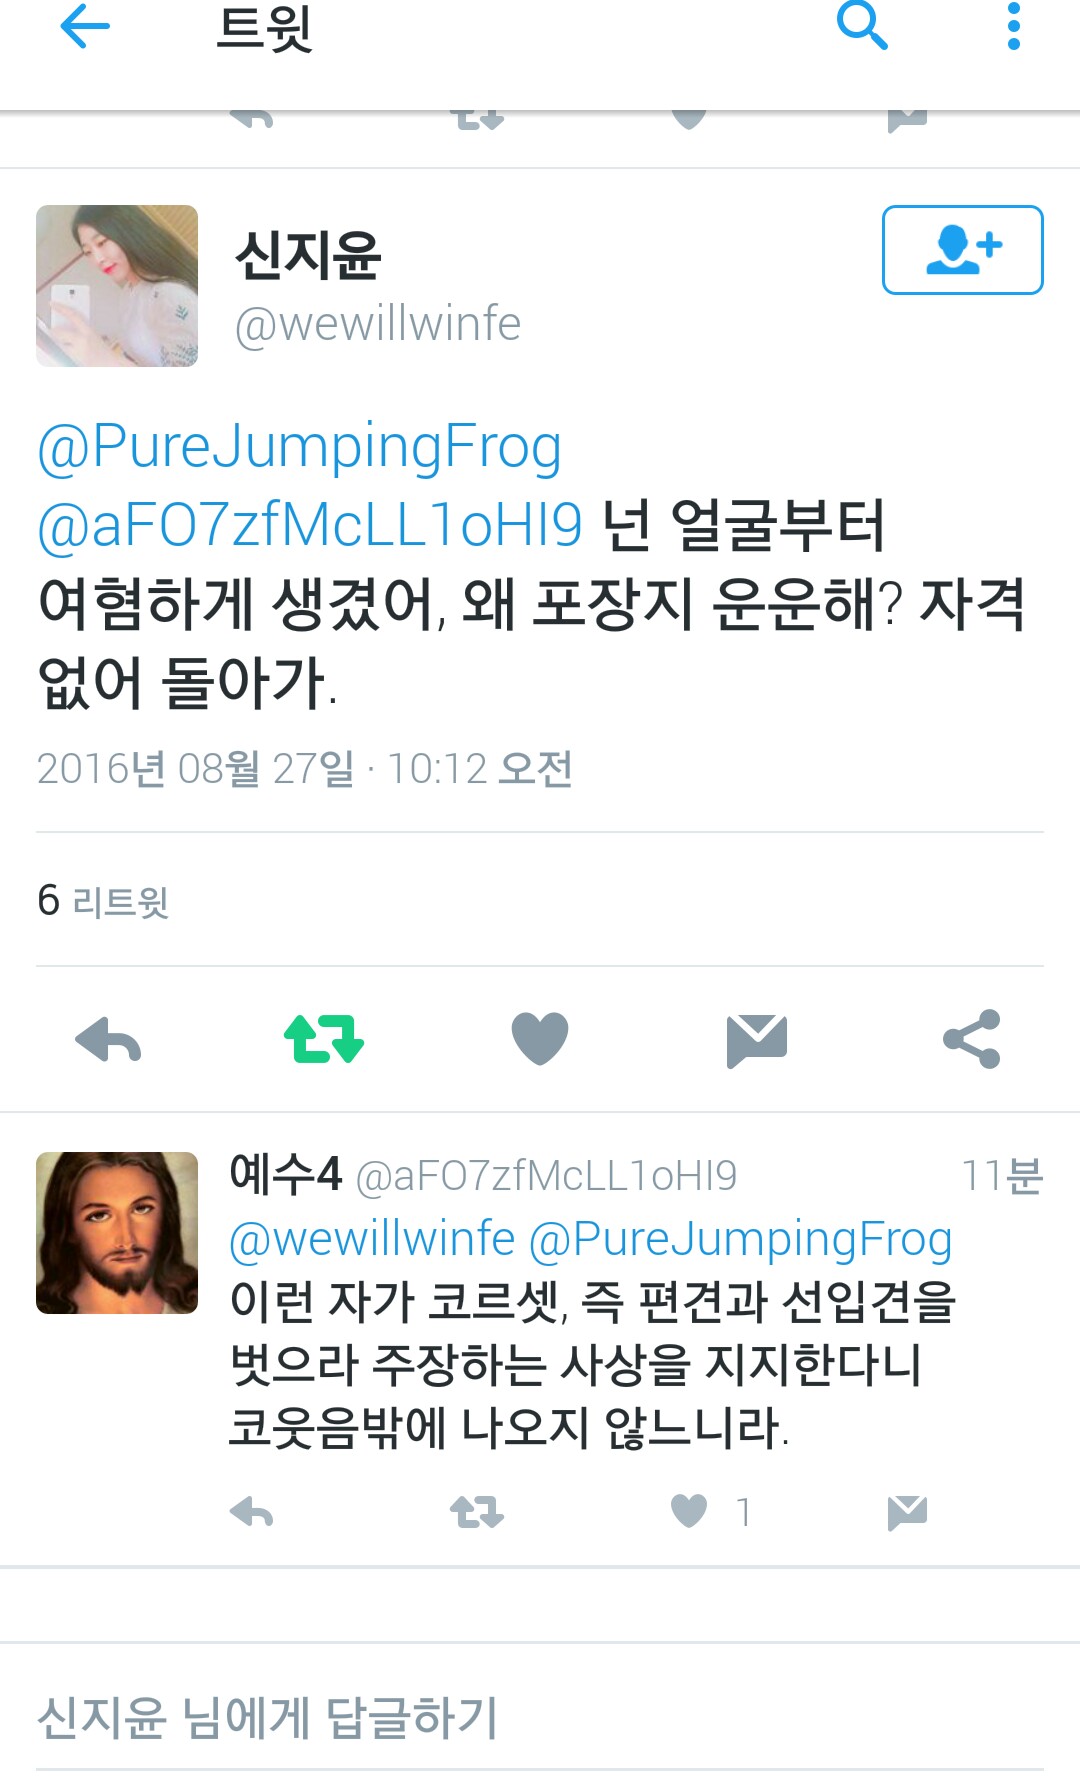 트윗
신지윤
@wewillwinfe
@PureJumpingFrog
@aFO7zfMcLL1oHI9 넌 얼굴부터
여혐하게 생겼어, 왜 포장지 운운해? 자격
없어 돌아가.
2016년 08월 27일 · 10:12 오전
6 리트윗
예수4 @aFO7zfMcLL1oHI9 11분
@wewillwinfe @PureJumpingFrog
이런 자가 코르셋, 즉 편견과 선입견을
벗으라 주장하는 사상을 지지한다니
코웃음밖에 나오지 않느니라.
1
신지윤 님에게 답글하기